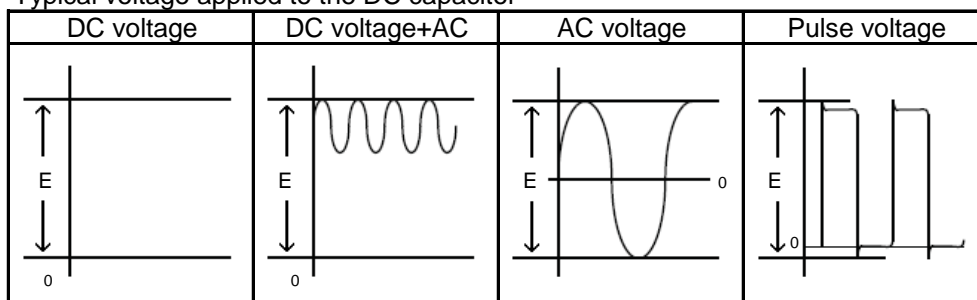 Typical voltage applied to the DC capacitor
DC voltage DC voltage+AC AC voltage Pulse voltage
E E E 0 E
0
0 0